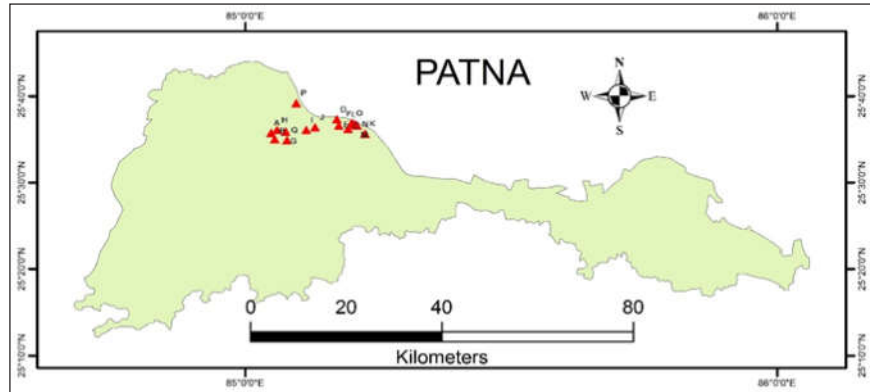 85°0'0"E 86°0'0"E
PATNA
N
W E
S
25°40'0"N 25°40'0"N
25°30'0"N 25°30'0"N
25°20'0"N 25°20'0"N
25°10'0"N 25°10'0"N
P
A H
Q
G
I J
N K
0 20 40 80
Kilometers
85°0'0"E 86°0'0"E